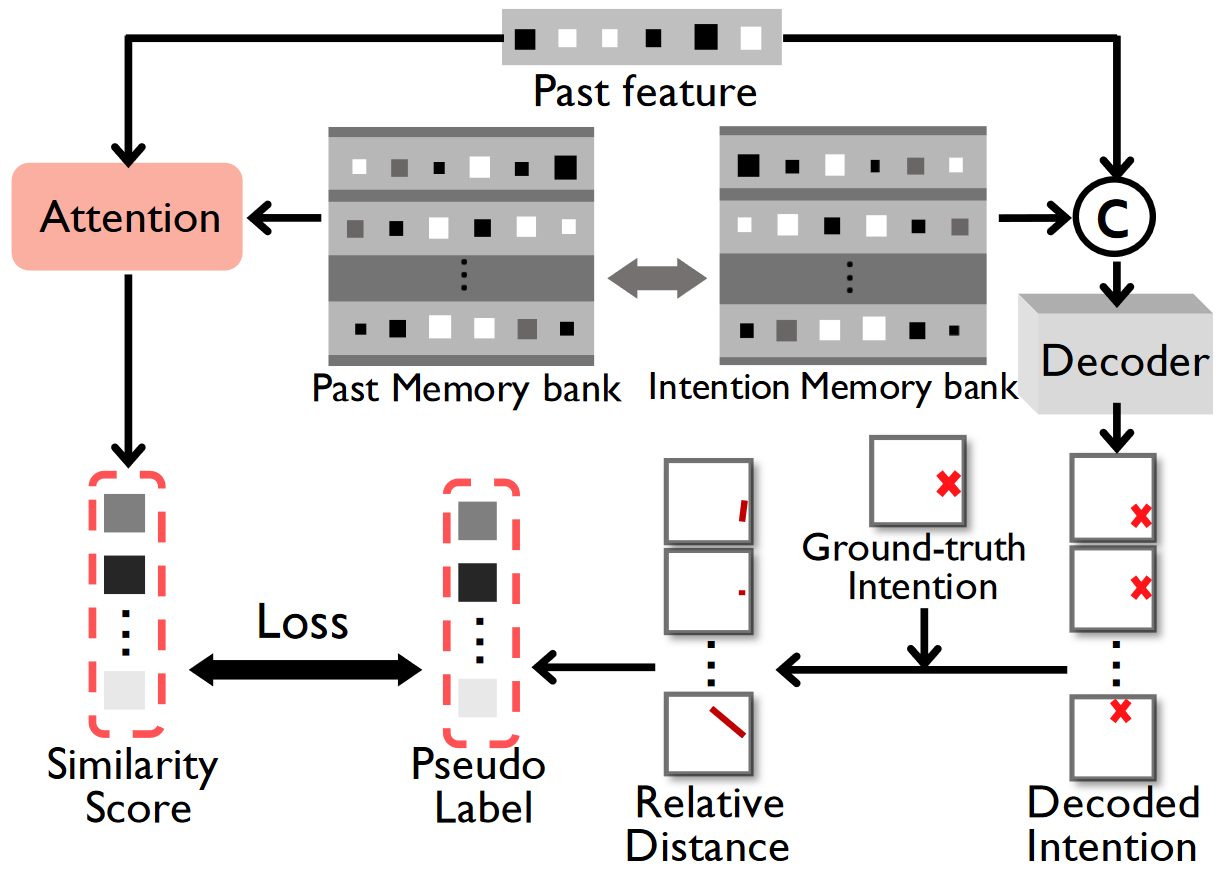 Past feature
Attention
C
Past Memory bank
Intention Memory bank
Decoder
Ground-truth
Intention
Loss
Similarity
Score
Pseudo
Label
Relative
Distance
Decoded
Intention